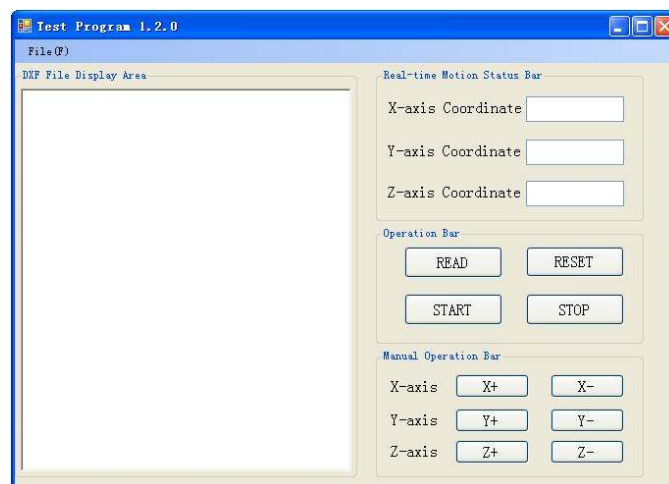 Test Program 1.2.0
File(F)
DXF File Display Area
Real-time Motion Status Bar
X-axis Coordinate
Y-axis Coordinate
Z-axis Coordinate
Operation Bar
READ RESET
START STOP
Manual Operation Bar
X-axis X+ X-
Y-axis Y+ Y-
Z-axis Z+ Z-